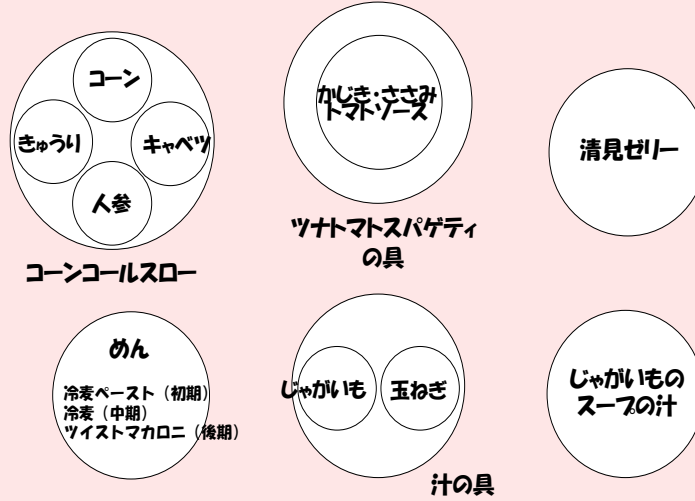 コーン
きゅうり
キャベツ
人参
コーンコールスロー
かじき・ささみ
トマトソース
ツナトマトスパゲティ
の具
清見ゼリー
めん
冷麦ペースト（初期）
冷麦（中期）
ツイストマカロニ（後期）
じゃがいも
玉ねぎ
汁の具
じゃがいもの
スープの汁